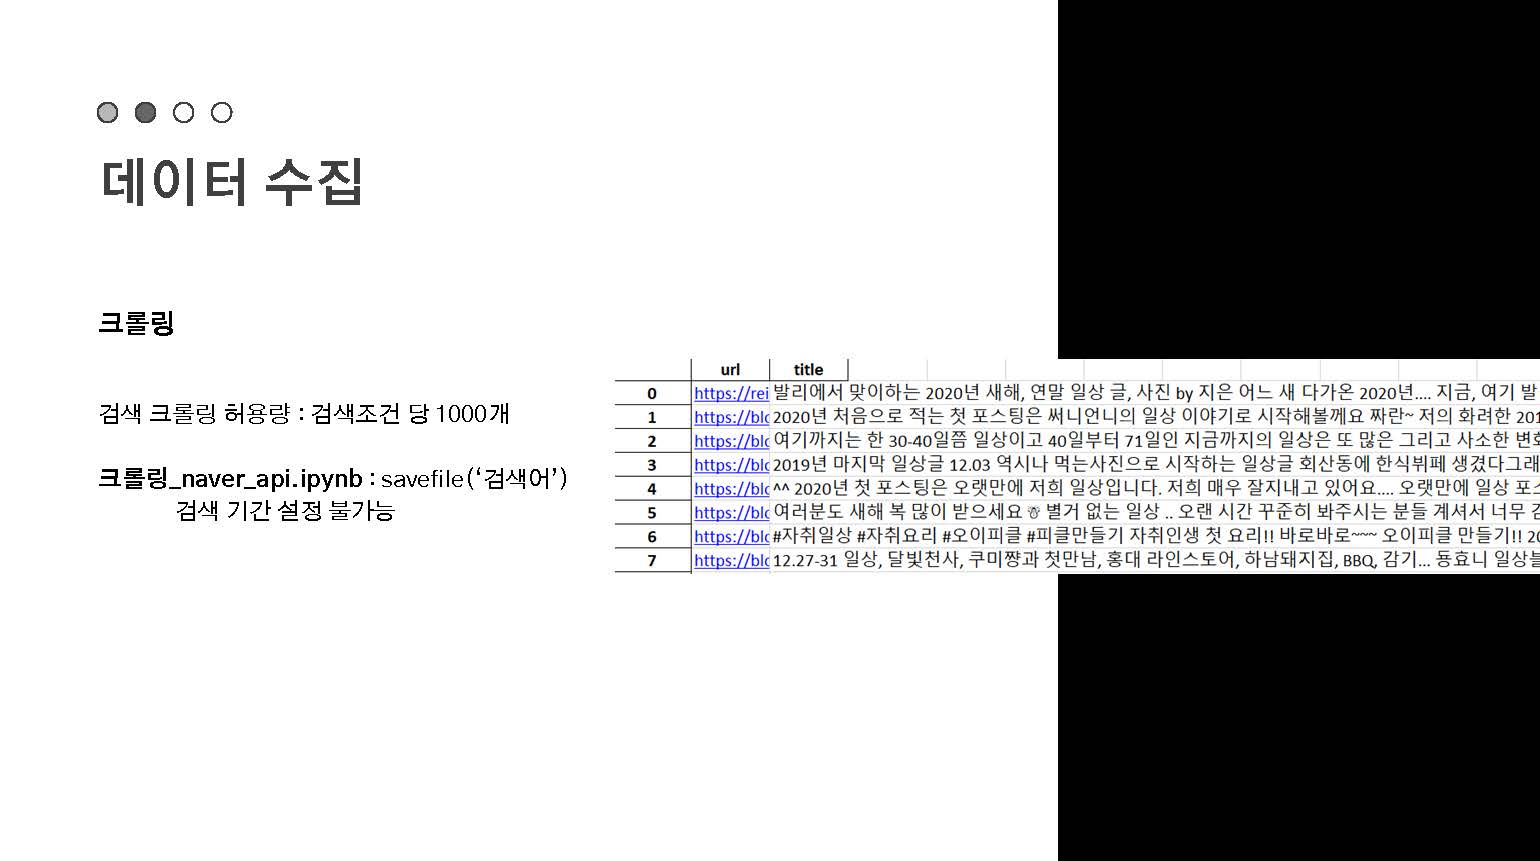 데이터 수집
크롤링
검색 크롤링 허용량 : 검색조건 당 1000개
크롤링_naver_api.ipynb : savefile(‘검색어’)
검색 기간 설정 불가능
url title
0 https://rei 발리에서 맞이하는 2020년 새해, 연말 일상 글, 사진 by 지은 어느 새 다가온 2020년.... 지금, 여기 발
1 https://blo 2020년 처음으로 적는 첫 포스팅은 써니언니의 일상 이야기로 시작해볼께요 짜란~ 저의 화려한 201
2 https://blo 여기까지는 한 30-40일쯤 일상이고 40일부터 71일인 지금까지의 일상은 또 많은 그리고 사소한 변화
3 https://blo 2019년 마지막 일상글 12.03 역시나 먹는사진으로 시작하는 일상글 회산동에 한식뷔페 생겼다그래
4 https://blo ^^ 2020년 첫 포스팅은 오랫만에 저희 일상입니다. 저희 매우 잘지내고 있어요.... 오랫만에 일상 포스
5 https://blo 여러분도 새해 복 많이 받으세요 별거 없는 일상 .. 오랜 시간 꾸준히 봐주시는 분들 계셔서 너무
6 https://blo #자취일상 #자취요리 #오이피클 #피클만들기 자취인생 첫 요리!! 바로바로~~~ 오이피클 만들기!! 20
7 https://blo 12.27-31 일상, 달빛천사, 쿠미쨩과 첫만남, 홍대 라인스토어, 하남돼지집, BBQ, 감기... 둉효니 일상블